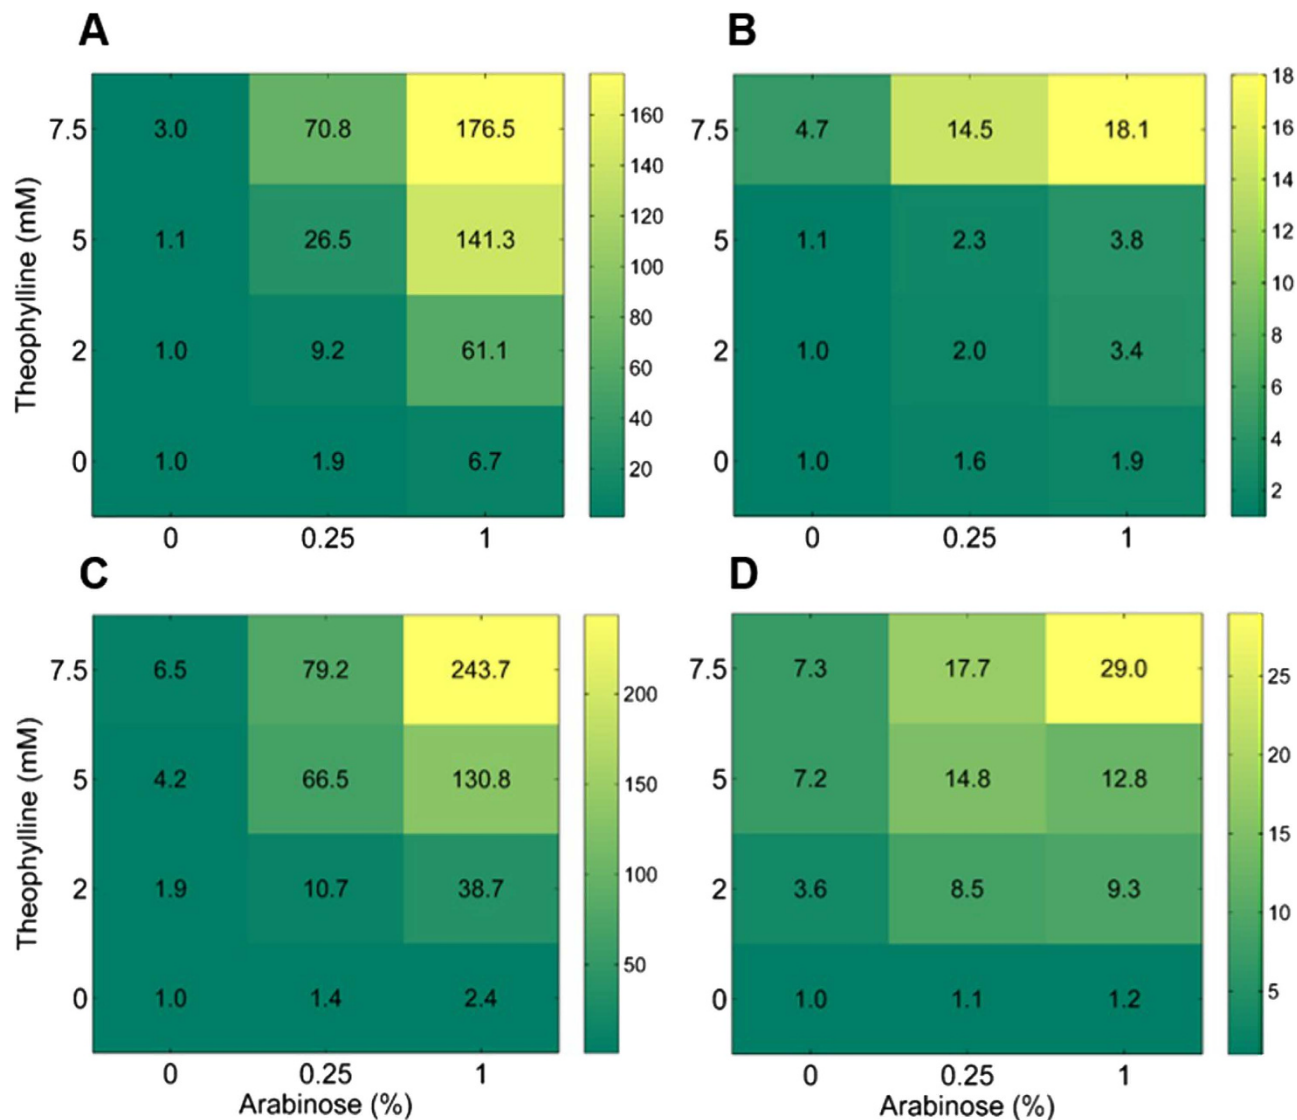 A
B
7.5 3.0 70.8 176.5
5 1.1 26.5 141.3
2 1.0 9.2 61.1
0 1.0 1.9 6.7
0 0.25 1
Theophylline (mM)
160
140
120
100
80
60
40
20
7.5 4.7 14.5 18.1
5 1.1 2.3 3.8
2 1.0 2.0 3.4
0 1.0 1.6 1.9
0 0.25 1
18
16
14
12
10
8
6
4
2
C
D
7.5 6.5 79.2 243.7
5 4.2 66.5 130.8
2 1.9 10.7 38.7
0 1.0 1.4 2.4
0 0.25 1
Theophylline (mM)
Arabinose (%)
200
150
100
50
7.5 7.3 17.7 29.0
5 7.2 14.8 12.8
2 3.6 8.5 9.3
0 1.0 1.1 1.2
0 0.25 1
Arabinose (%)
25
20
15
10
5